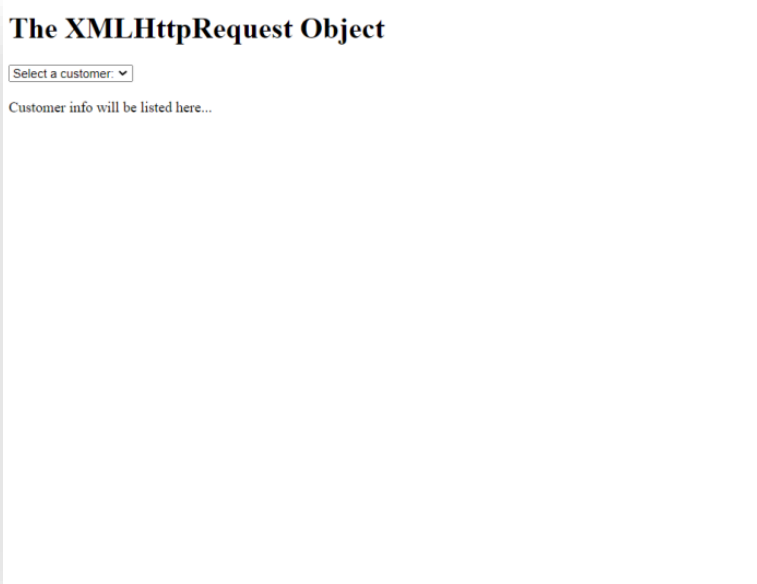 The XMLHttpRequest Object
Select a customer:
Customer info will be listed here...